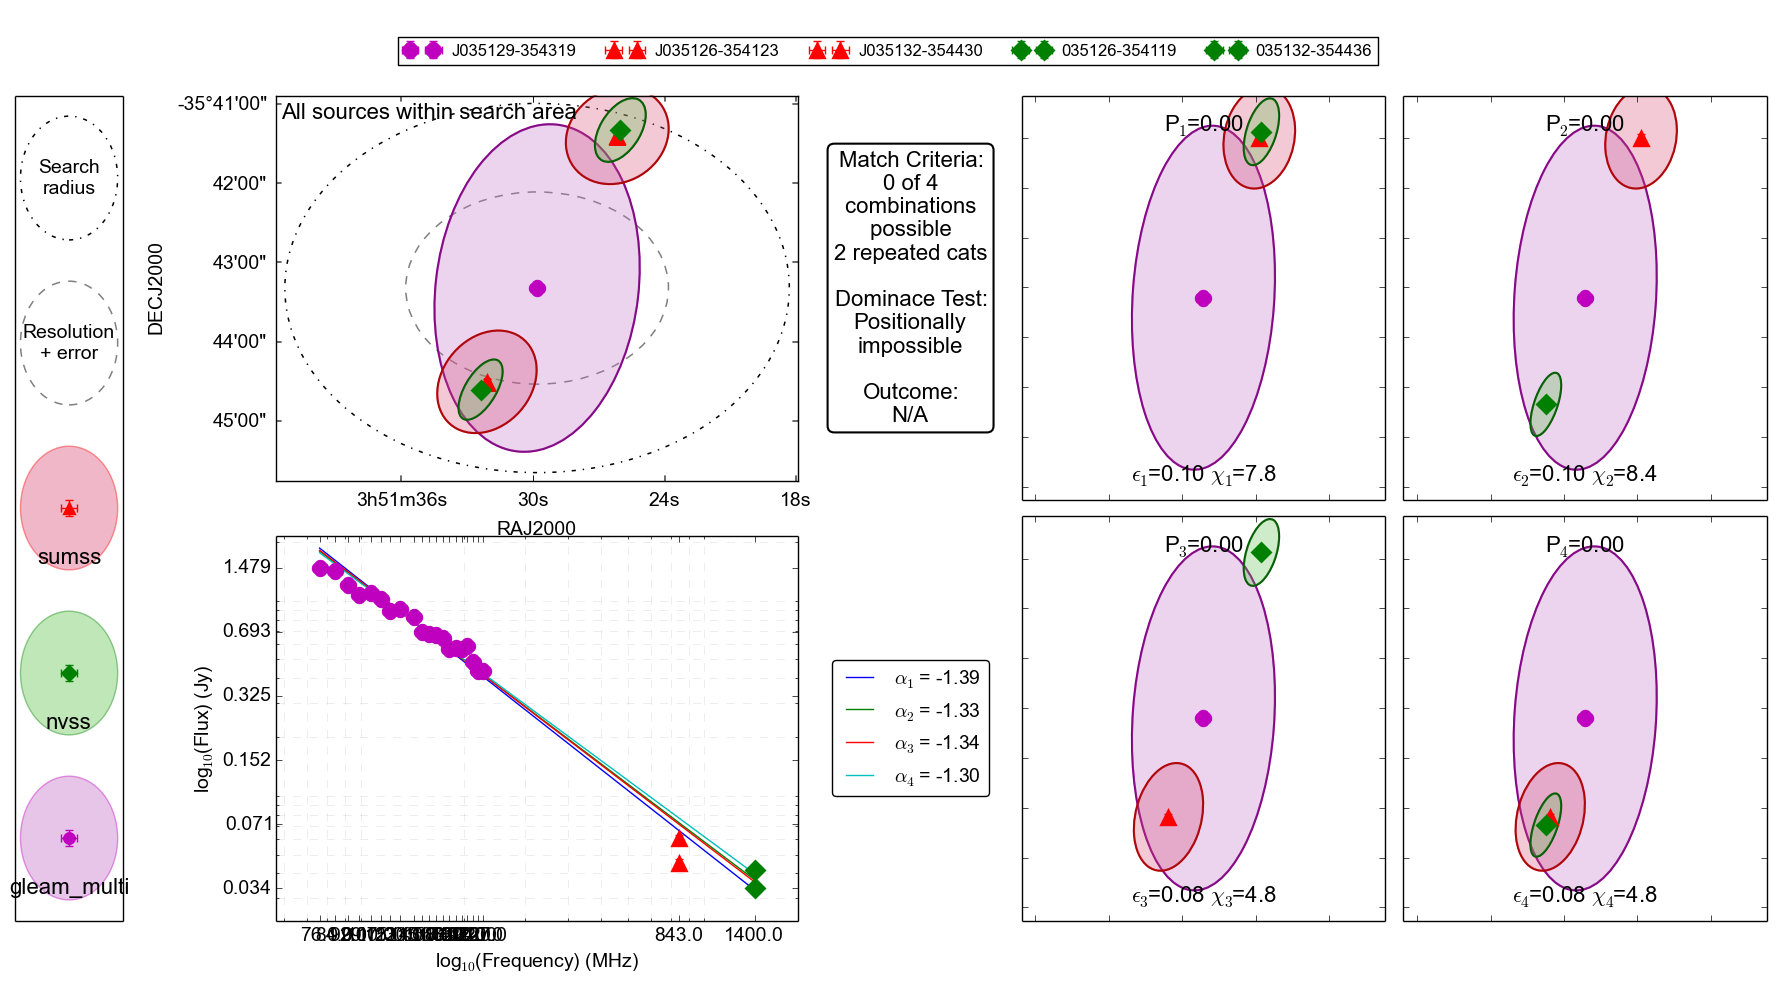 J035129-354319 J035126-354123 J035132-354430 035126-354119 035132-354436
Search
radius
Resolution
+ error
sumss
nvss
gleam_multi
All sources within search area
-35°41'00"
42'00"
43'00"
44'00"
45'00"
DECJ2000
3h51m36s 30s 24s 18s
RAJ2000
Match Criteria:
0 of 4
combinations
possible
2 repeated cats
Dominace Test:
Positionally
impossible
Outcome:
N/A
P₁=0.00
ϵ₁=0.10 χ₁=7.8
P₂=0.00
ϵ₂=0.10 χ₂=8.4
P₃=0.00
ϵ₃=0.08 χ₃=4.8
P₄=0.00
ϵ₄=0.08 χ₄=4.8
1.479
0.693
0.325
0.152
0.071
0.034
log₁₀(Flux) (Jy)
843.0 1400.0
log₁₀(Frequency) (MHz)
α₁ = -1.39
α₂ = -1.33
α₃ = -1.34
α₄ = -1.30